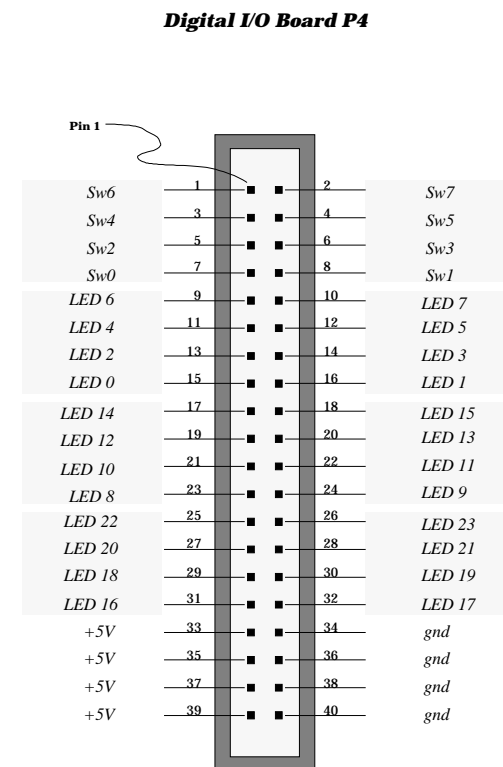 Digital I/O Board P4
Pin 1
Sw6 1 2 Sw7
Sw4 3 4 Sw5
Sw2 5 6 Sw3
Sw0 7 8 Sw1
LED 6 9 10 LED 7
LED 4 11 12 LED 5
LED 2 13 14 LED 3
LED 0 15 16 LED 1
LED 14 17 18 LED 15
LED 12 19 20 LED 13
LED 10 21 22 LED 11
LED 8 23 24 LED 9
LED 22 25 26 LED 23
LED 20 27 28 LED 21
LED 18 29 30 LED 19
LED 16 31 32 LED 17
+5V 33 34 gnd
+5V 35 36 gnd
+5V 37 38 gnd
+5V 39 40 gnd